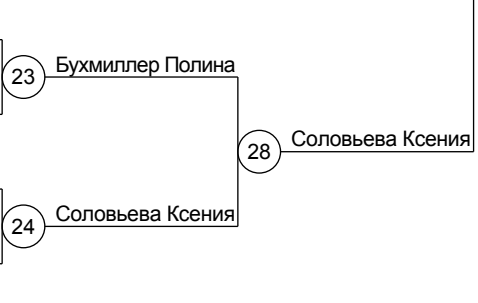 23 Бухмиллер Полина
28 Соловьева Ксения
24 Соловьева Ксения